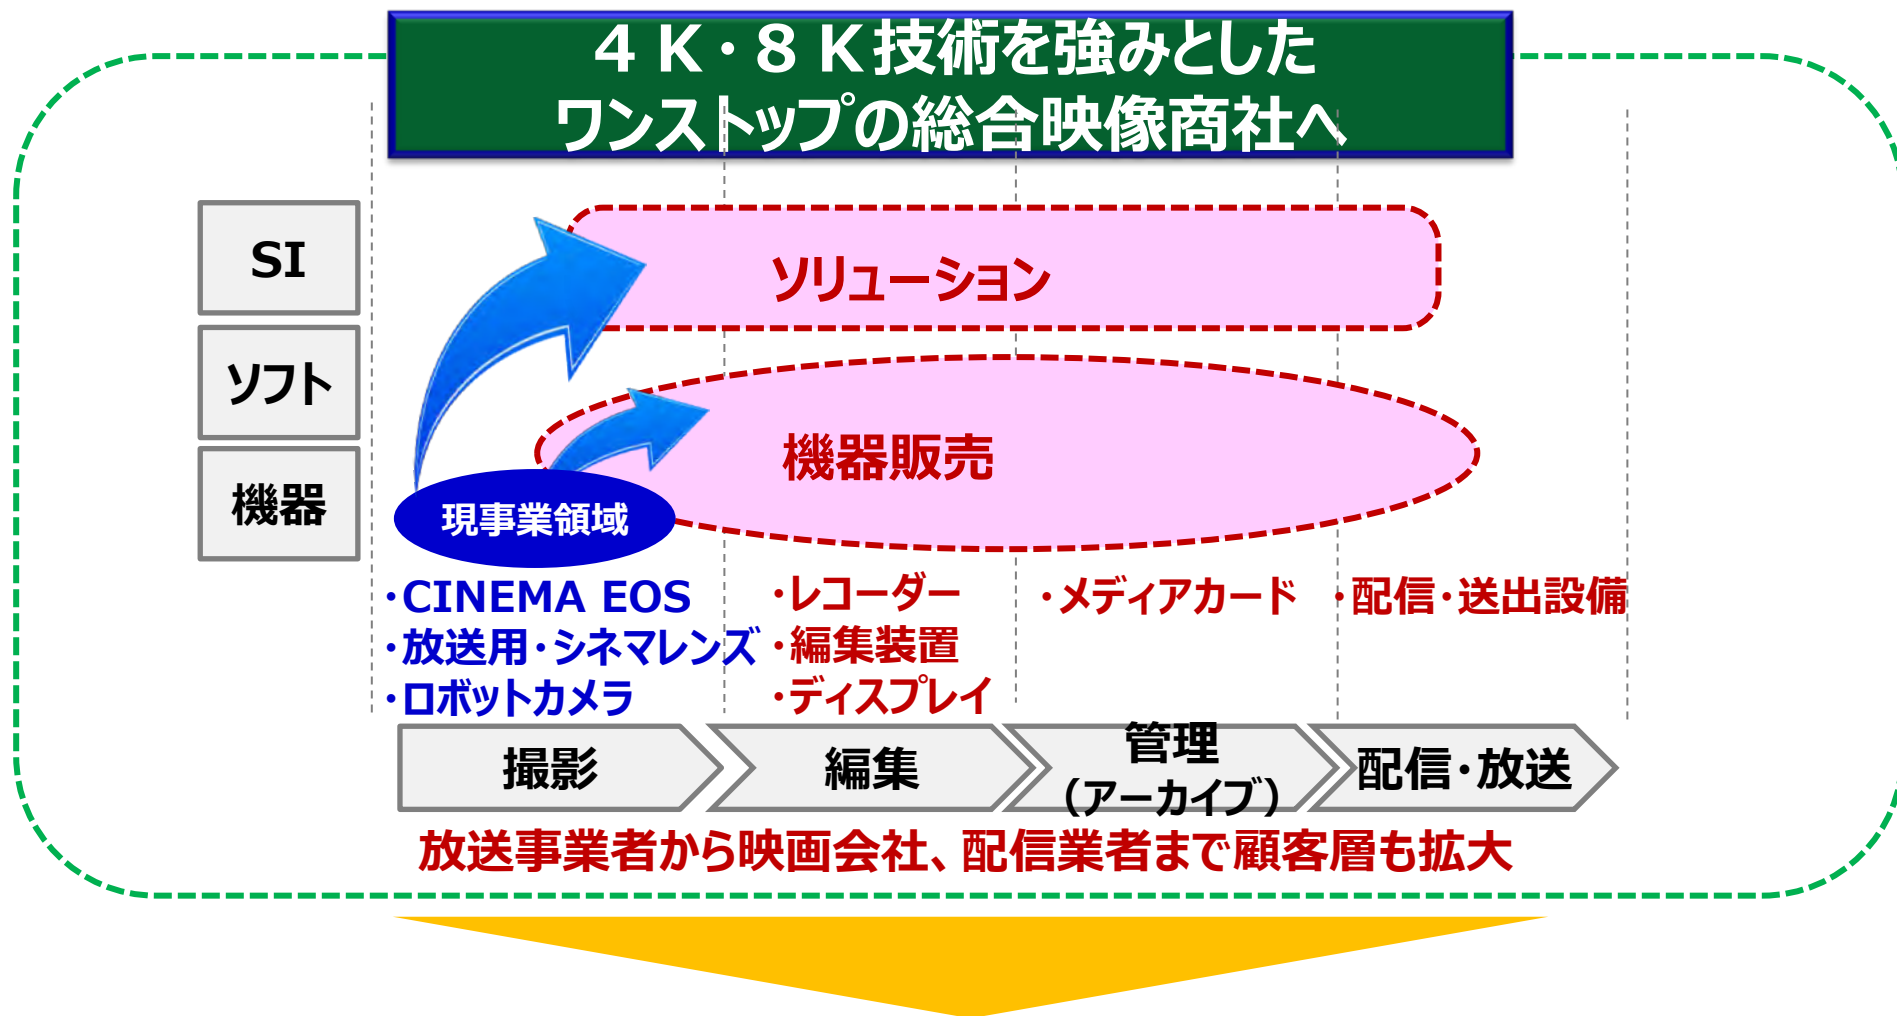 ４Ｋ・８Ｋ技術を強みとした
ワンストップの総合映像商社へ
SI
ソリューション
ソフト
機器販売
機器
現事業領域
・CINEMA EOS
・放送用・シネマレンズ
・ロボットカメラ
・レコーダー
・編集装置
・ディスプレイ
・メディアカード
・配信・送出設備
撮影
編集
管理
（アーカイブ）
配信・放送
放送事業者から映画会社、配信業者まで顧客層も拡大